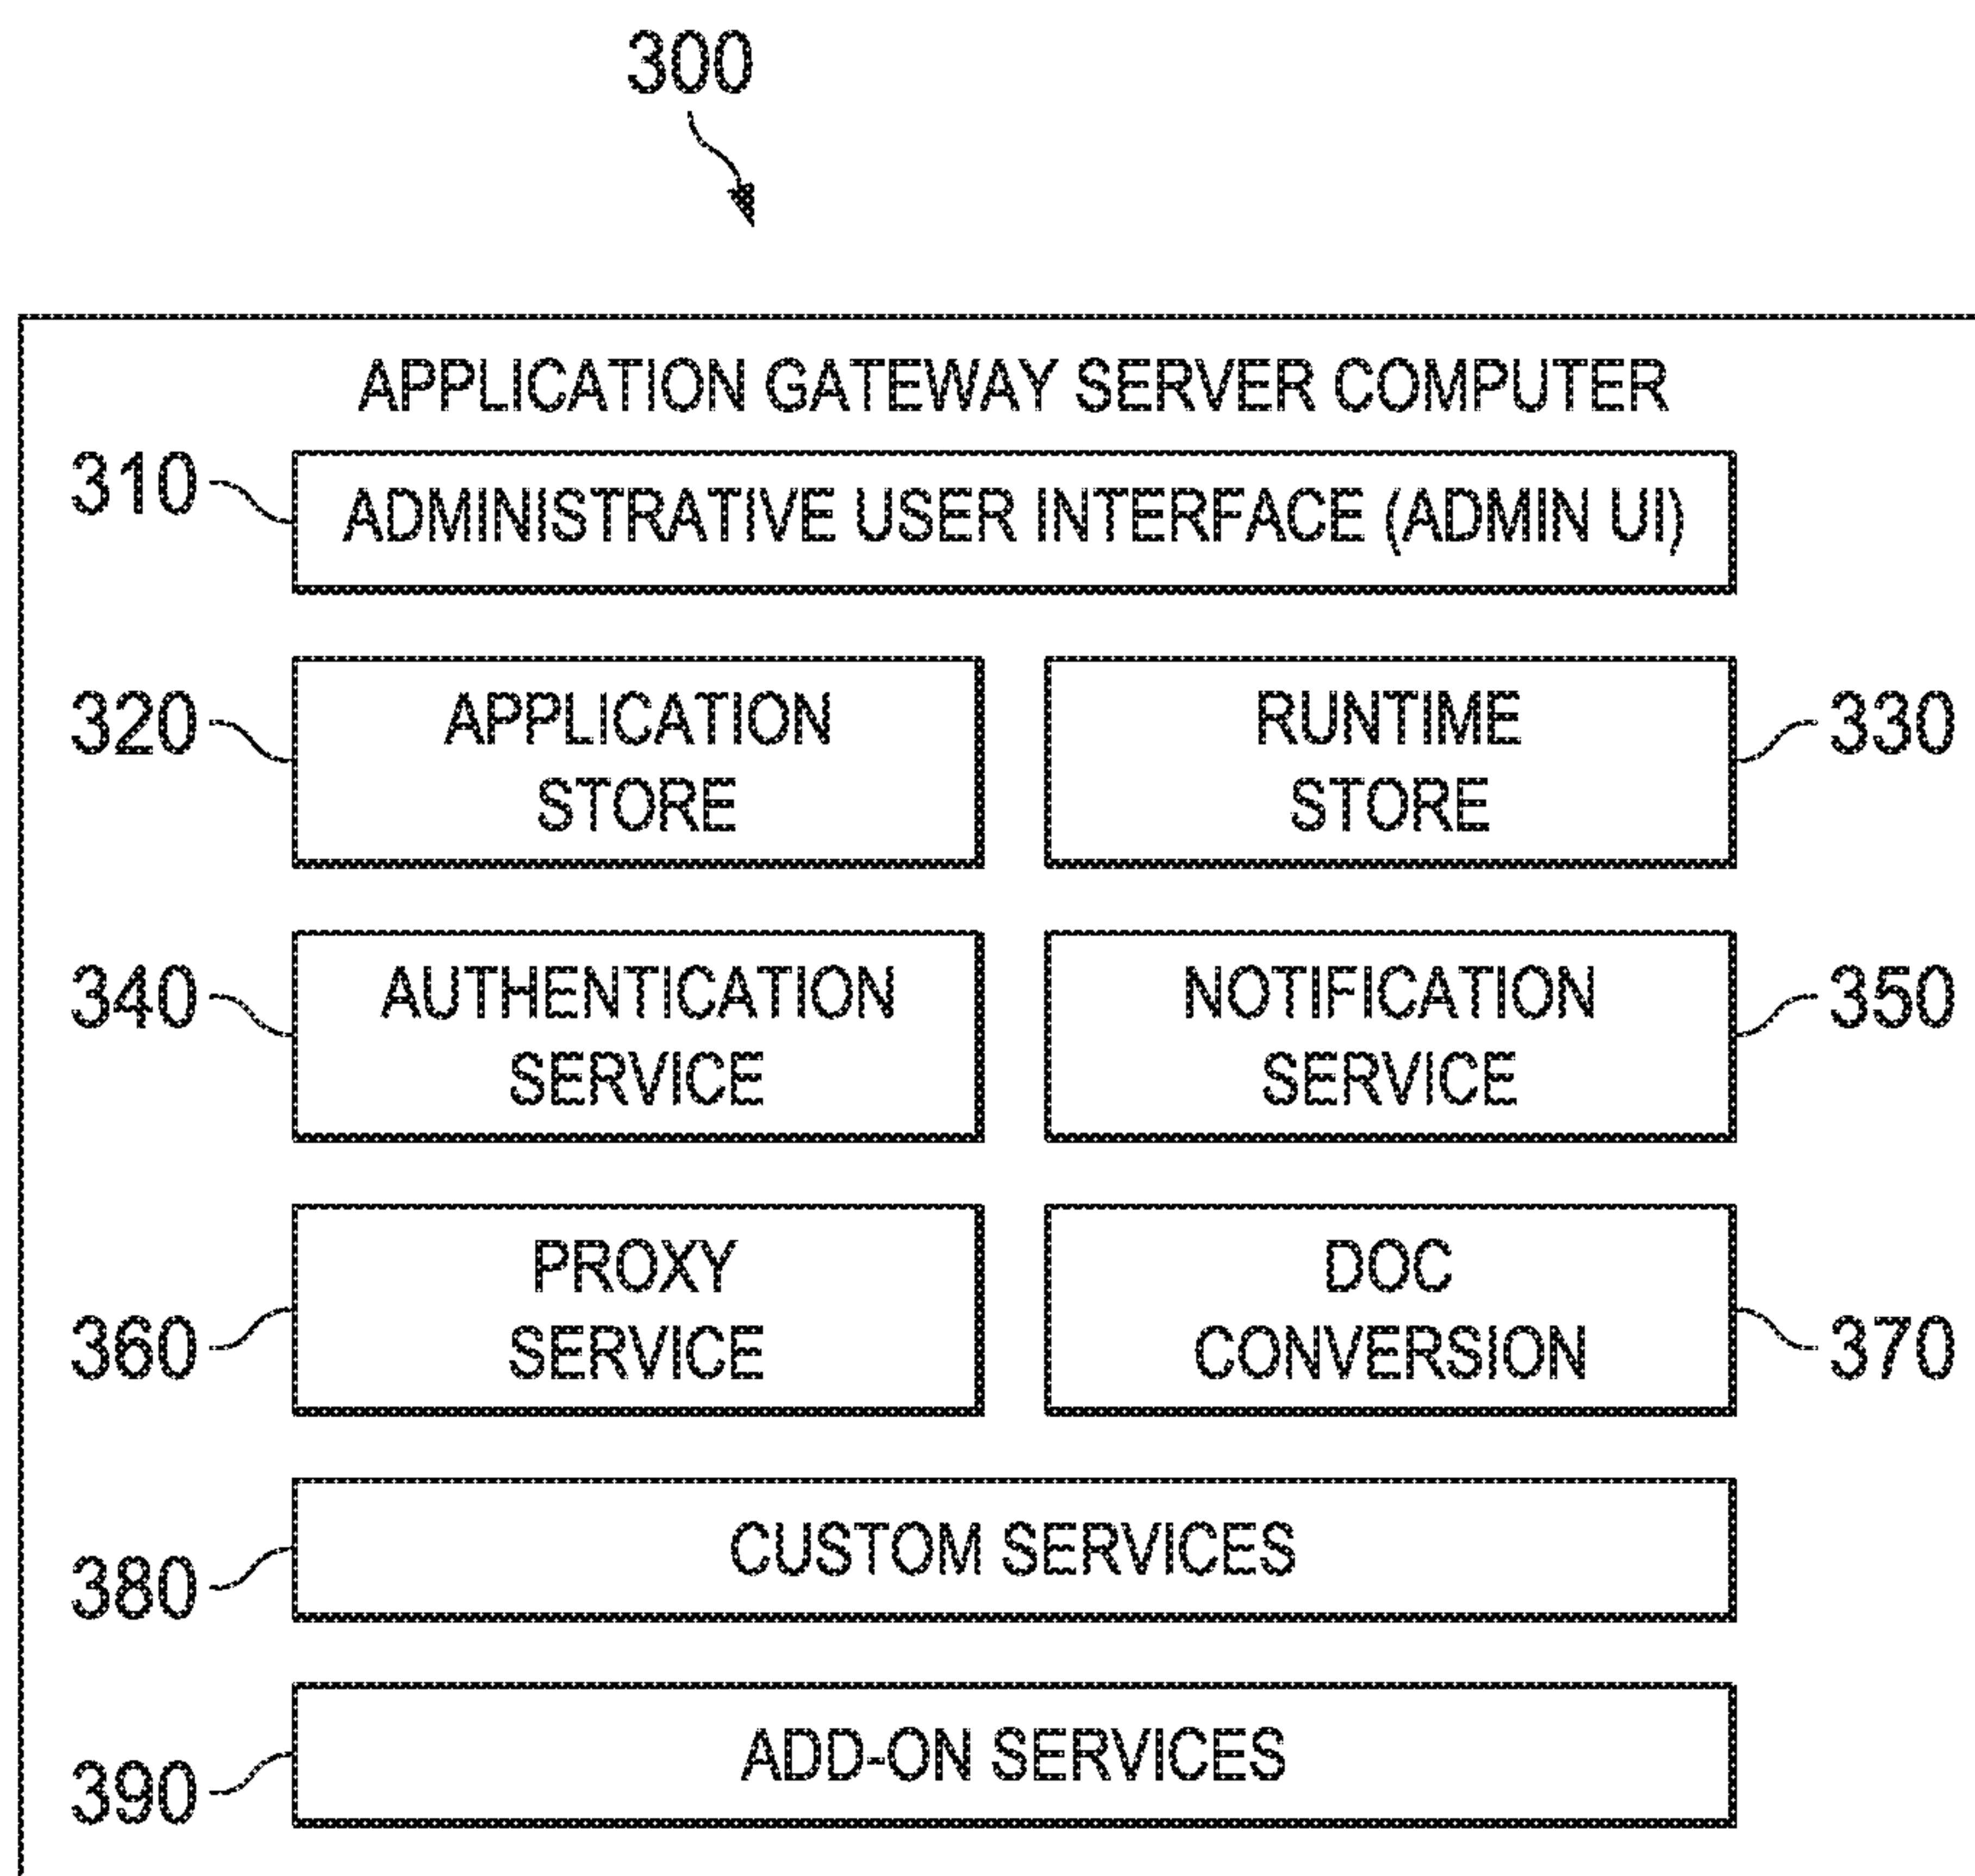 300
APPLICATION GATEWAY SERVER COMPUTER
310
ADMINISTRATIVE USER INTERFACE (ADMIN UI)
320
APPLICATION
STORE
RUNTIME
STORE
330
340
AUTHENTICATION
SERVICE
NOTIFICATION
SERVICE
350
360
PROXY
SERVICE
DOC
CONVERSION
370
380
CUSTOM SERVICES
390
ADD-ON SERVICES